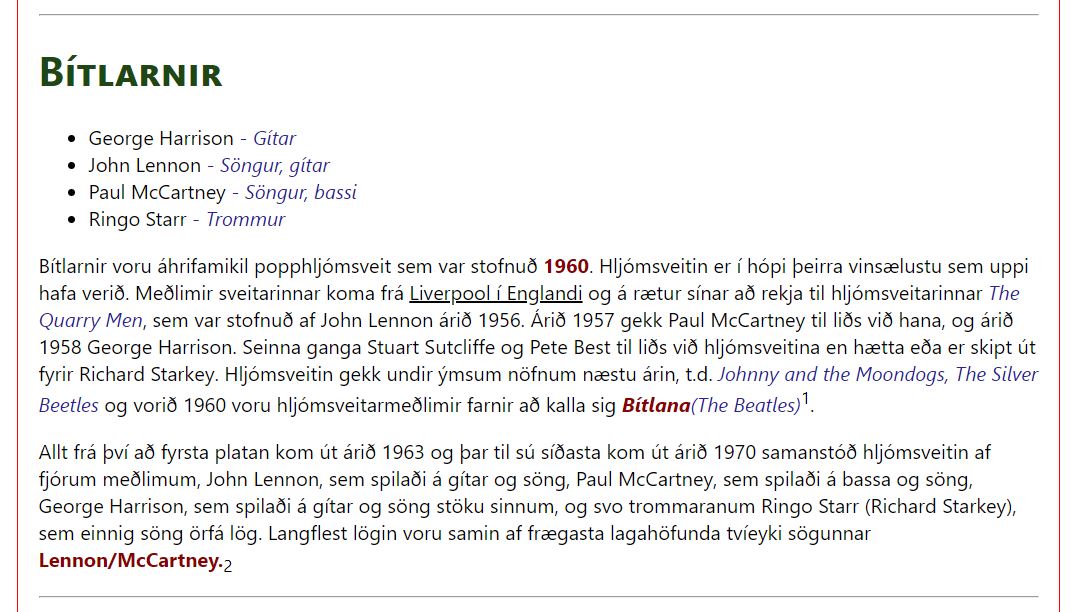 Bítlarnir
George Harrison - Gítar
John Lennon - Söngur, gítar
Paul McCartney - Söngur, bassi
Ringo Starr - Trommur
Bítlarnir voru áhrifamikil popphljómsveit sem var stofnuð 1960. Hljómsveitin er í hópi þeirra vinsælustu sem uppi
hafa verið. Meðlimir sveitarinnar koma frá Liverpool í Englandi og á rætur sínar að rekja til hljómsveitarinnar The
Quarry Men, sem var stofnuð af John Lennon árið 1956. Árið 1957 gekk Paul McCartney til liðs við hana, og árið
1958 George Harrison. Seinna ganga Stuart Sutcliffe og Pete Best til liðs við hljómsveitina en hætta eða er skipt út
fyrir Richard Starkey. Hljómsveitin gekk undir ýmsum nöfnum næstu árin, t.d. Johnny and the Moondogs, The Silver
Beetles og vorið 1960 voru hljómsveitarmeðlimir farnir að kalla sig Bítlana(The Beatles)1.
Allt frá því að fyrsta platan kom út árið 1963 og þar til sú síðasta kom út árið 1970 samanstóð hljómsveitin af
fjórum meðlimum, John Lennon, sem spilaði á gítar og söng, Paul McCartney, sem spilaði á bassa og söng,
George Harrison, sem spilaði á gítar og söng stöku sinnum, og svo trommaranum Ringo Starr (Richard Starkey),
sem einnig söng örfá lög. Langflest lögin voru samin af frægasta lagahöfunda tvíeyki sögunnar
Lennon/McCartney.2